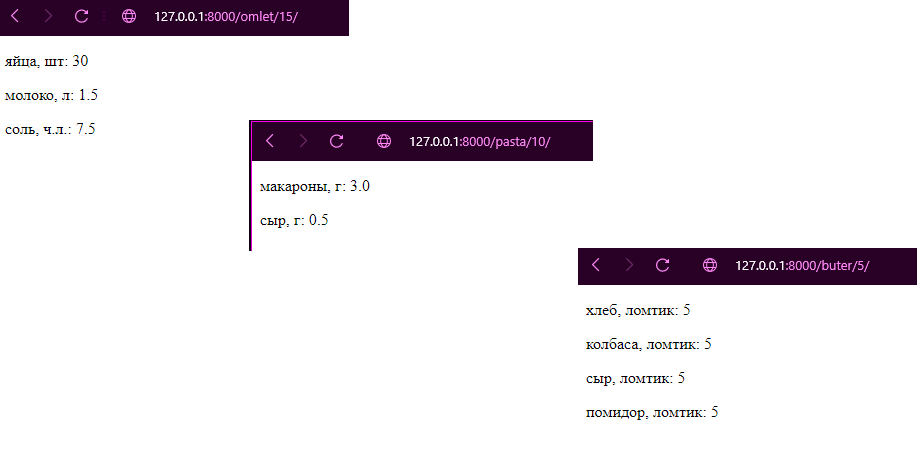 127.0.0.1:8000/omlet/15/
яйца, шт: 30
молоко, л: 1.5
соль, ч.л.: 7.5
127.0.0.1:8000/pasta/10/
макароны, г: 3.0
сыр, г: 0.5
127.0.0.1:8000/buter/5/
хлеб, ломтик: 5
колбаса, ломтик: 5
сыр, ломтик: 5
помидор, ломтик: 5